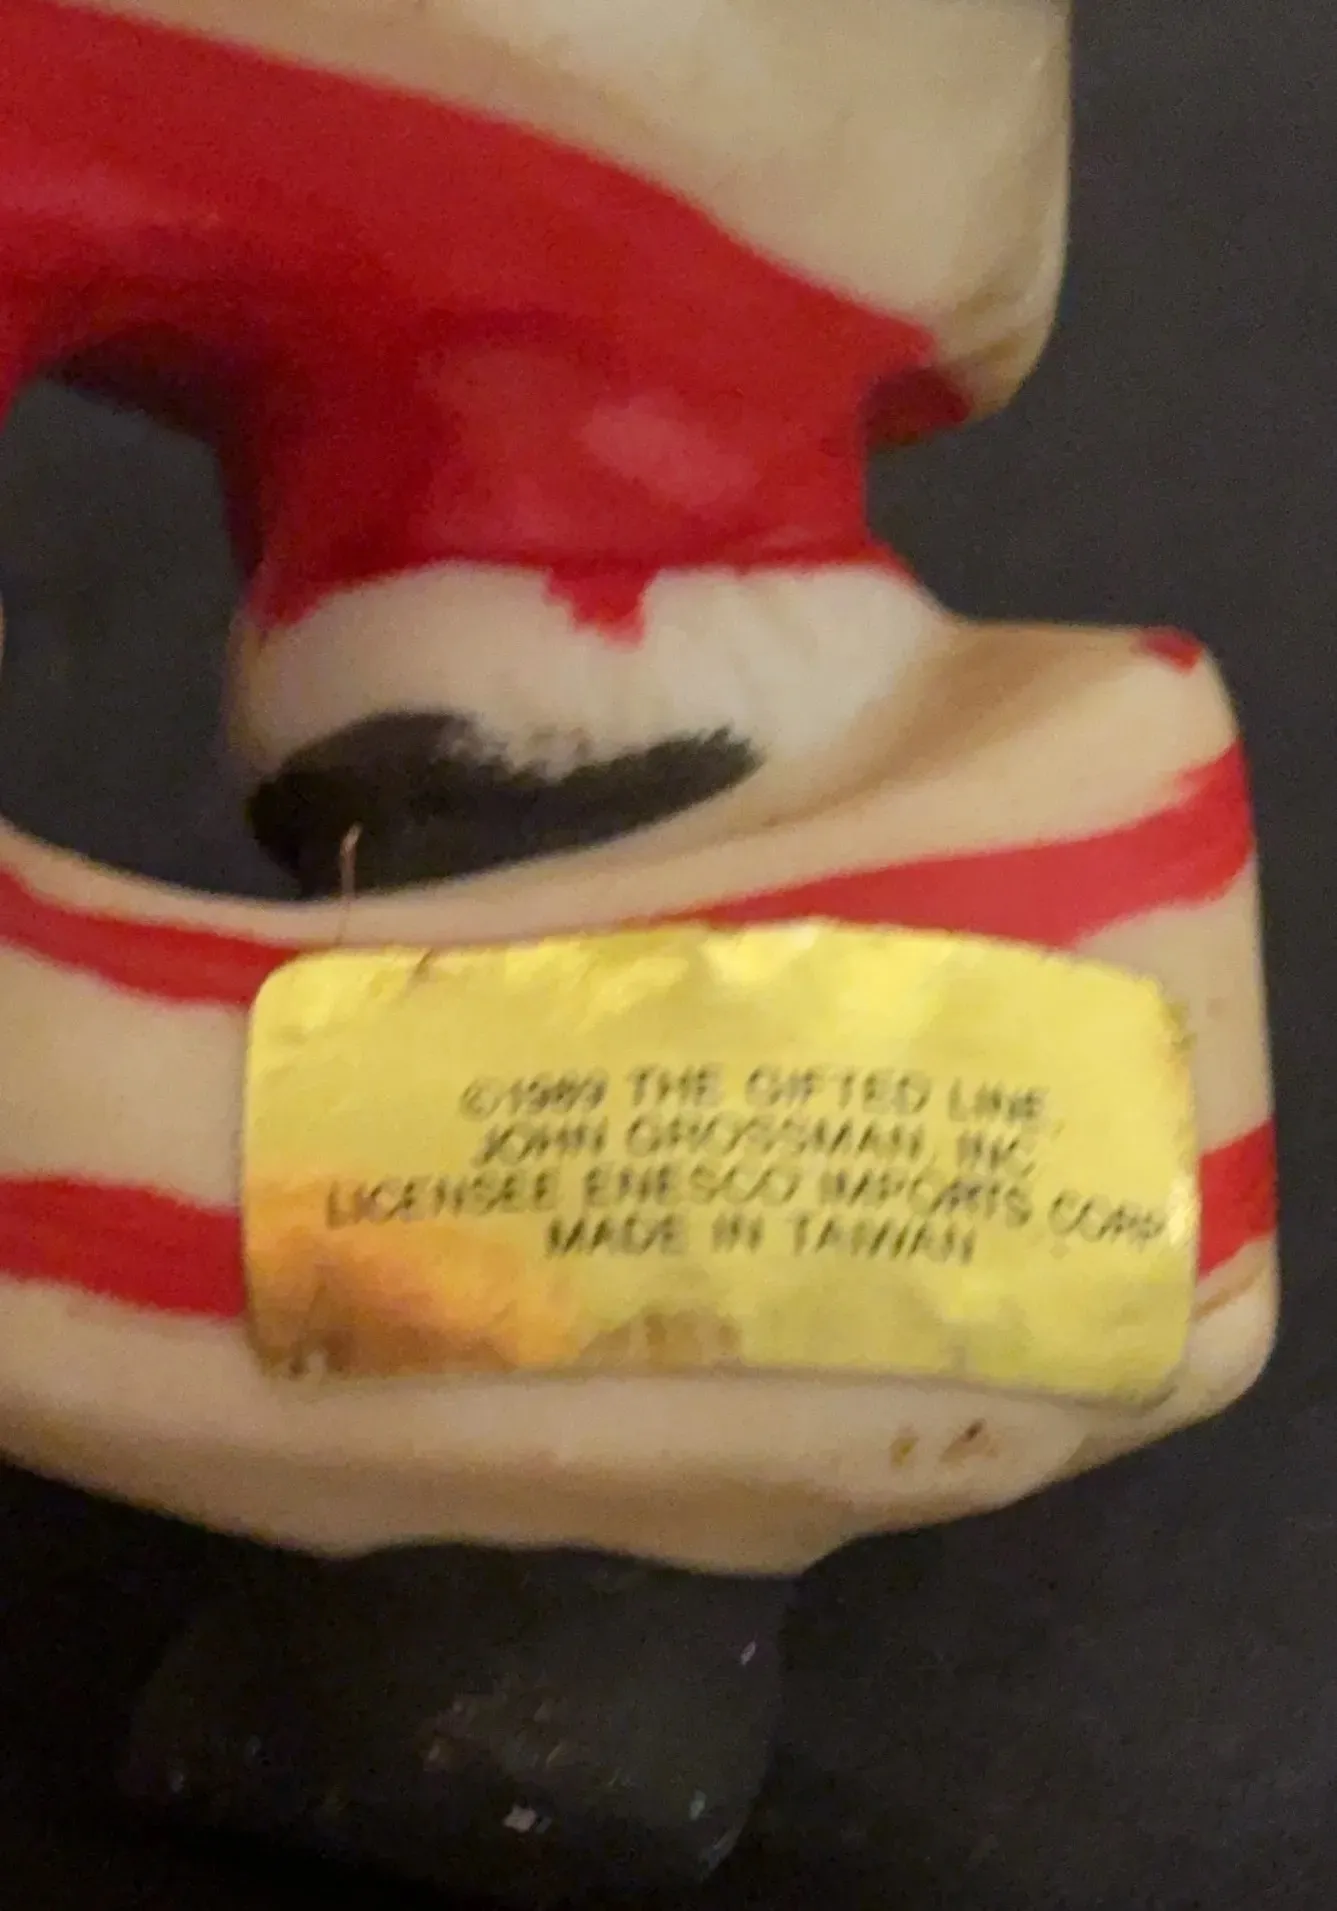 ©1989 THE GIFTED LINE,
JOHN GROSSMAN, INC.
LICENSEE ENESCO IMPORTS CORP.
MADE IN TAIWAN